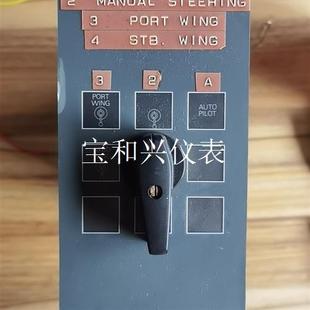 2 MANUAL STEERING
3 PORT WING
4 STB. WING
3 2 A
PORT WING
AUTO PILOT
宝和兴仪表